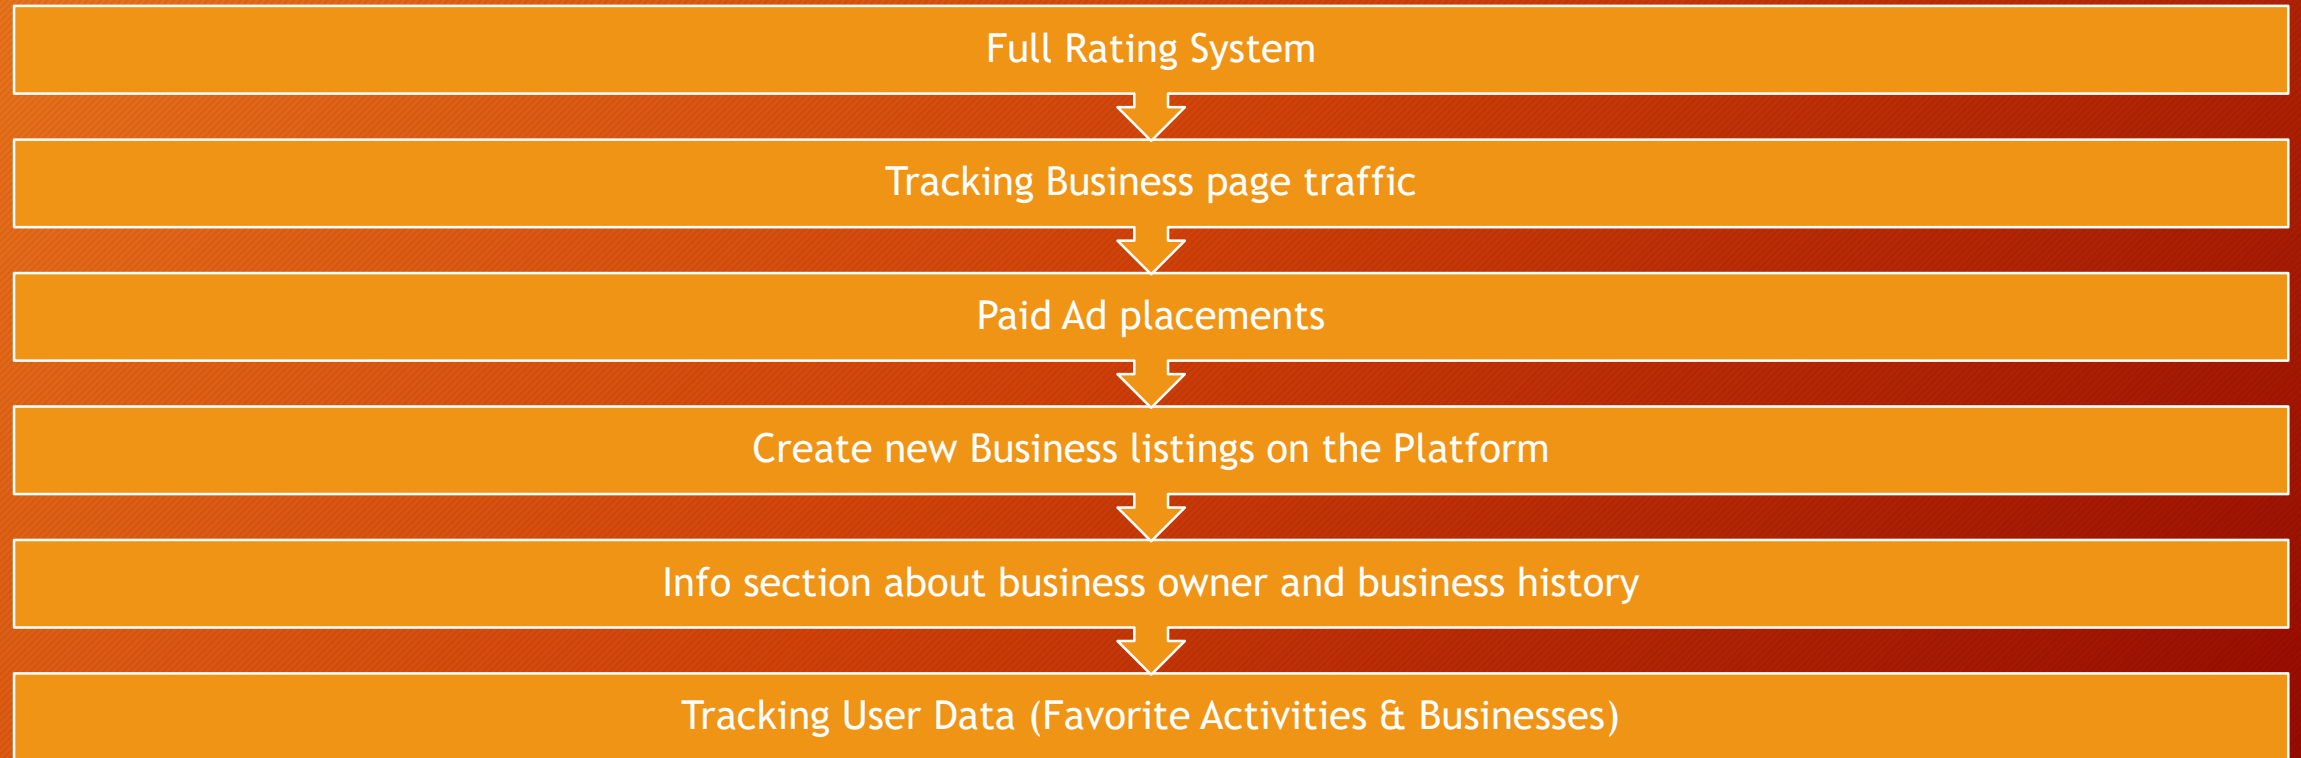 Full Rating System
Tracking Business page traffic
Paid Ad placements
Create new Business listings on the Platform
Info section about business owner and business history
Tracking User Data (Favorite Activities & Businesses)